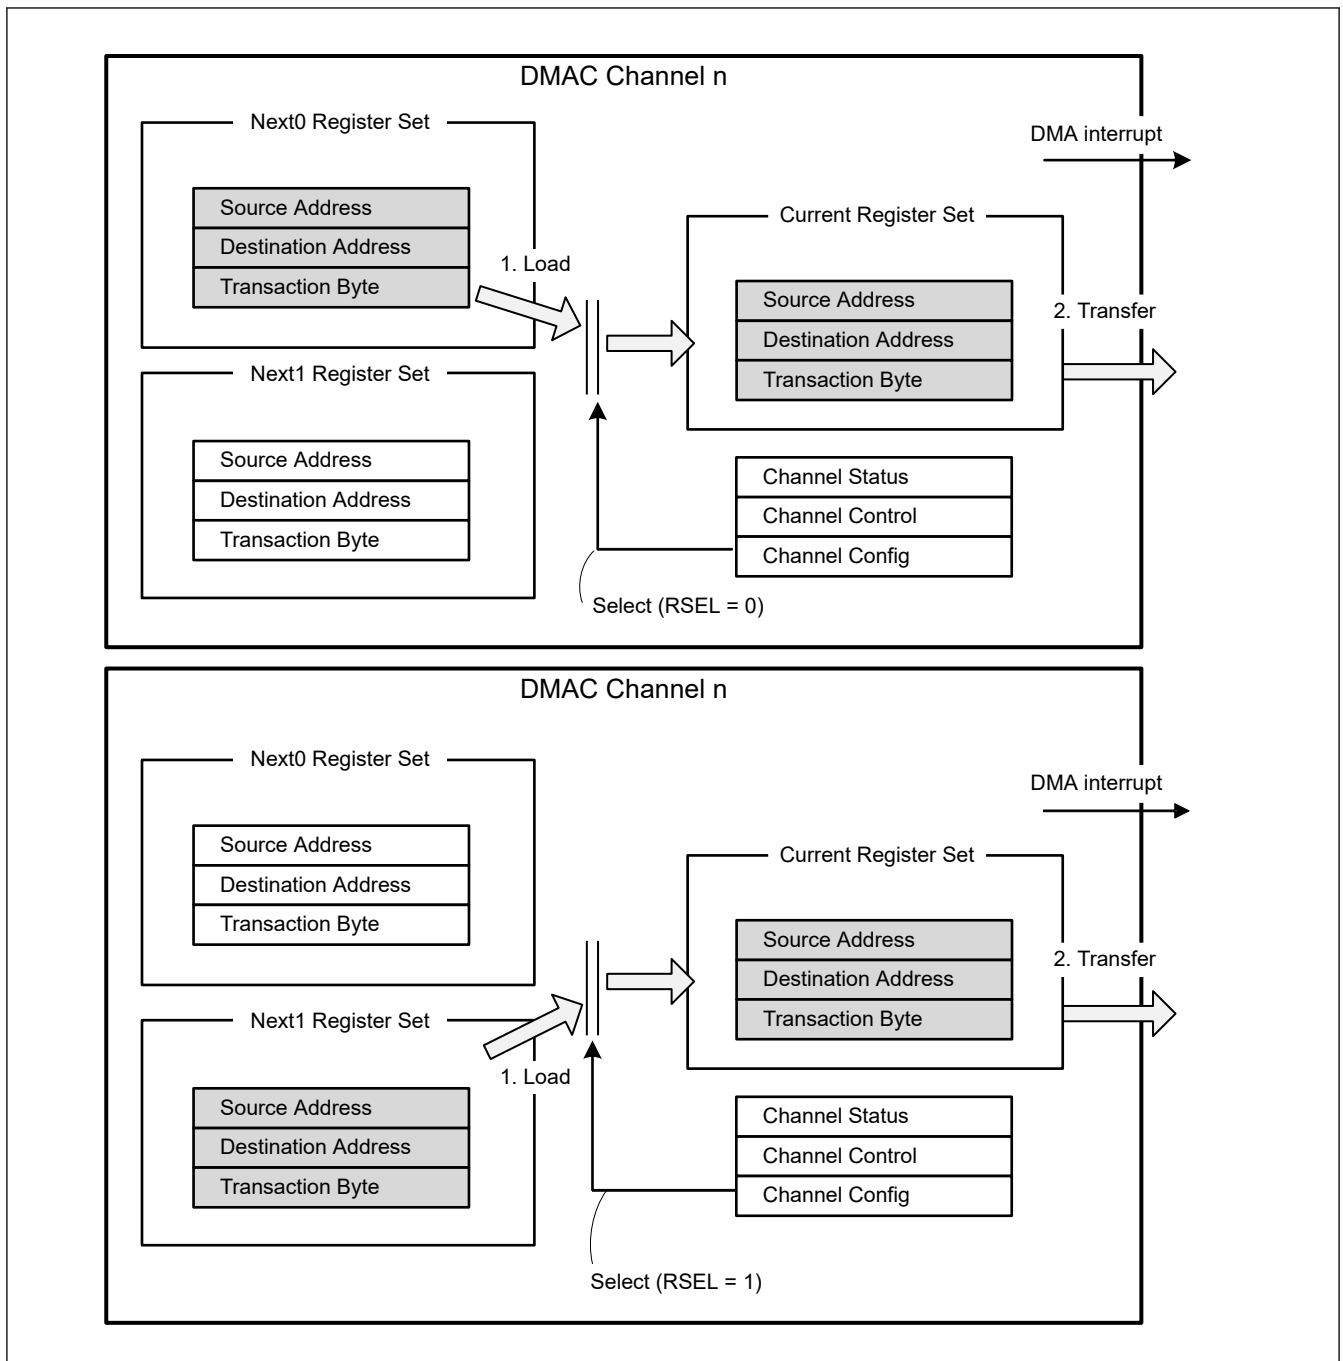 DMAC Channel n
Next0 Register Set
DMA interrupt
Source Address
Destination Address
Transaction Byte
1. Load
Current Register Set
Source Address
Destination Address
Transaction Byte
2. Transfer
Next1 Register Set
Source Address
Destination Address
Transaction Byte
Channel Status
Channel Control
Channel Config
Select (RSEL = 0)
DMAC Channel n
Next0 Register Set
DMA interrupt
Source Address
Destination Address
Transaction Byte
Current Register Set
Source Address
Destination Address
Transaction Byte
2. Transfer
Next1 Register Set
1. Load
Source Address
Destination Address
Transaction Byte
Channel Status
Channel Control
Channel Config
Select (RSEL = 1)